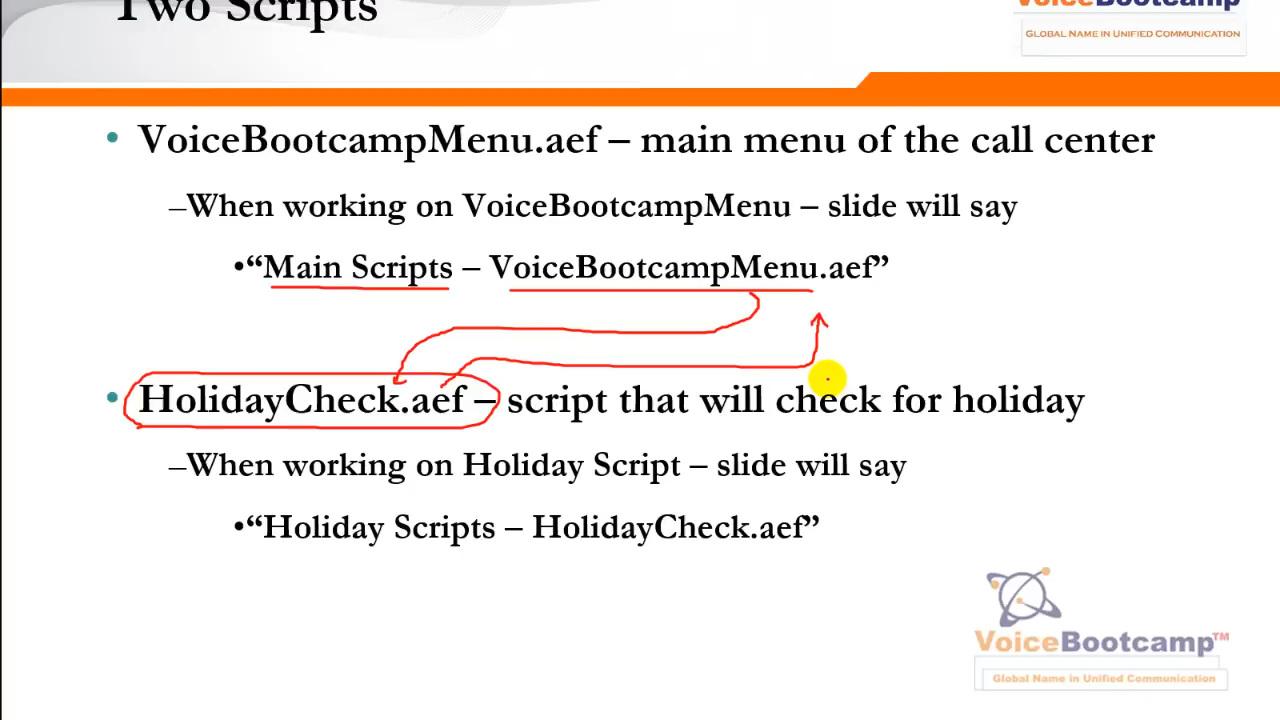 Two Scripts
VoiceBootcamp
GLOBAL NAME IN UNIFIED COMMUNICATION
• VoiceBootcampMenu.aef – main menu of the call center
–When working on VoiceBootcampMenu – slide will say
•“Main Scripts – VoiceBootcampMenu.aef”
• HolidayCheck.aef – script that will check for holiday
–When working on Holiday Script – slide will say
•“Holiday Scripts – HolidayCheck.aef”
VoiceBootcamp™
Global Name in Unified Communication